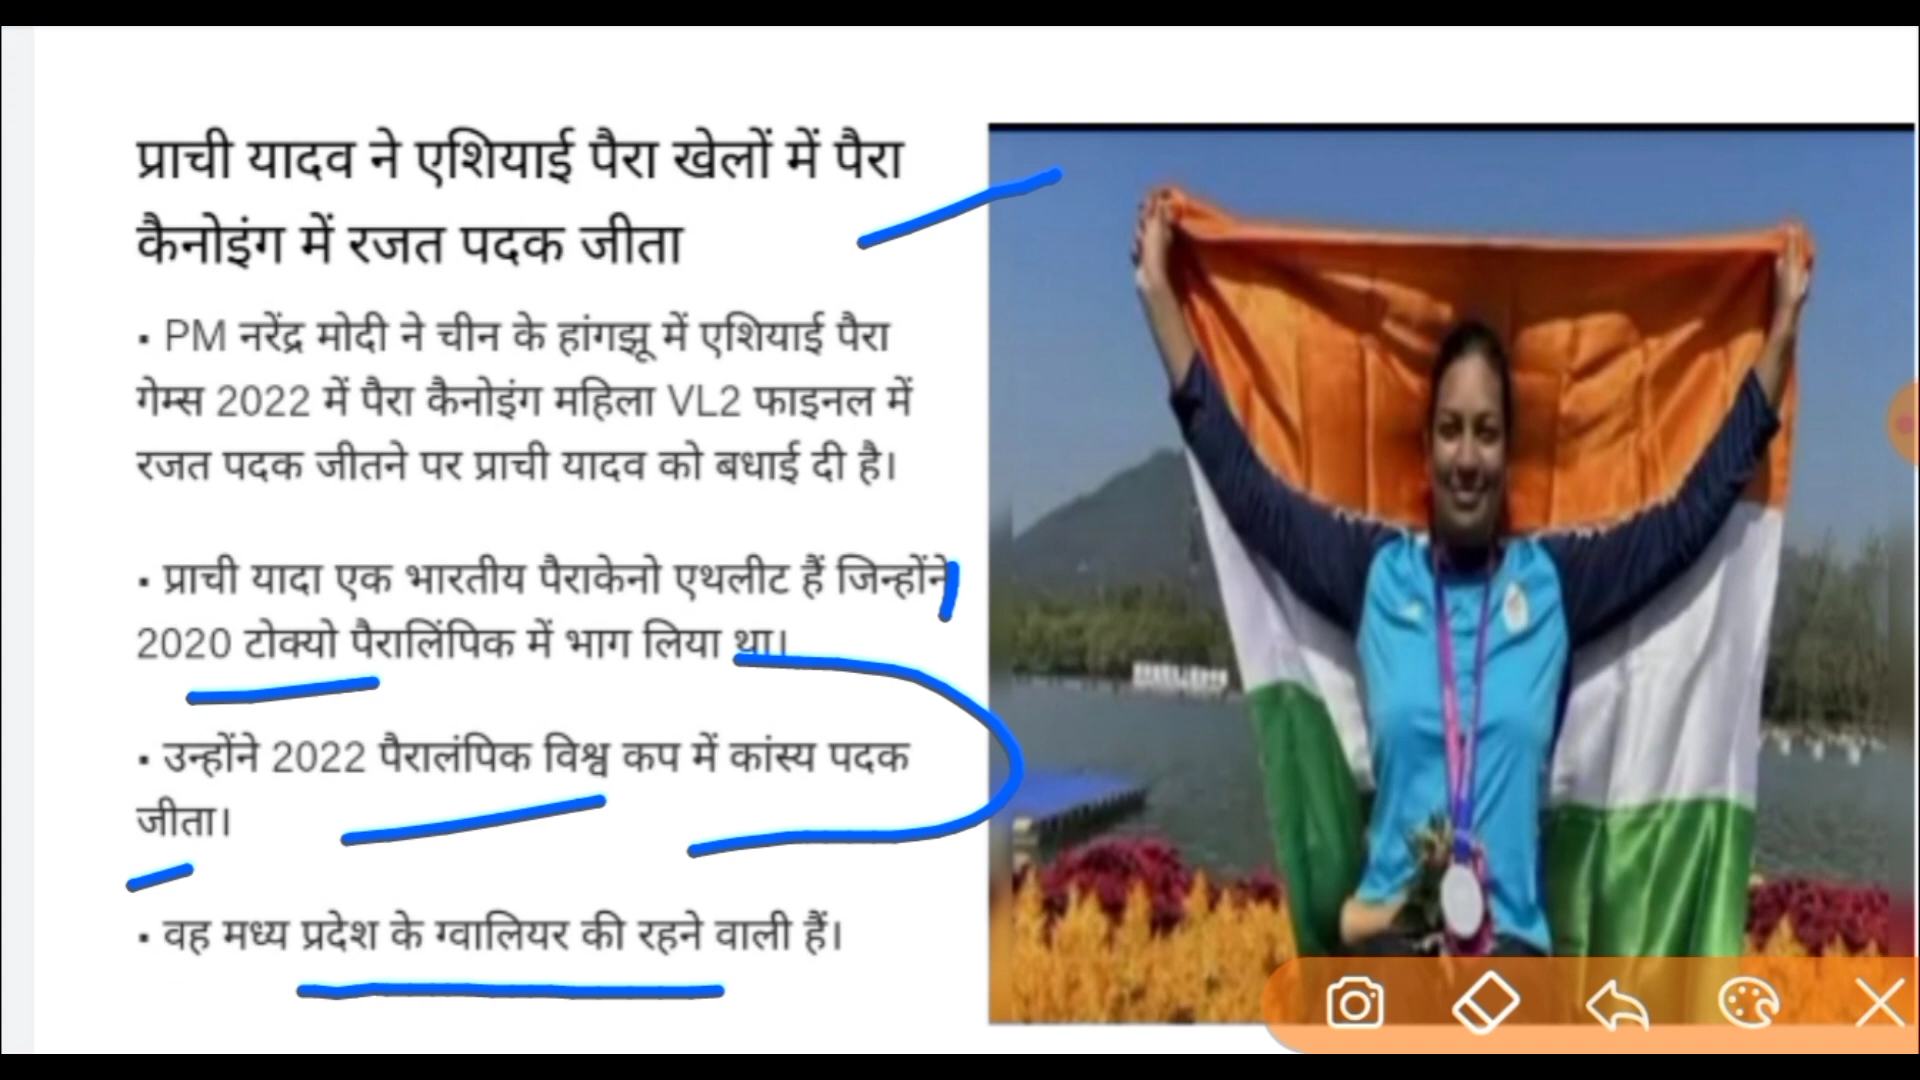 प्राची यादव ने एशियाई पैरा खेलों में पैरा
कैनोइंग में रजत पदक जीता
• PM नरेंद्र मोदी ने चीन के हांगझू में एशियाई पैरा
गेम्स 2022 में पैरा कैनोइंग महिला VL2 फाइनल में
रजत पदक जीतने पर प्राची यादव को बधाई दी है।
• प्राची यादा एक भारतीय पैराकेनो एथलीट हैं जिन्होंने
2020 टोक्यो पैरालिंपिक में भाग लिया था।
• उन्होंने 2022 पैरालंपिक विश्व कप में कांस्य पदक
जीता।
• वह मध्य प्रदेश के ग्वालियर की रहने वाली हैं।